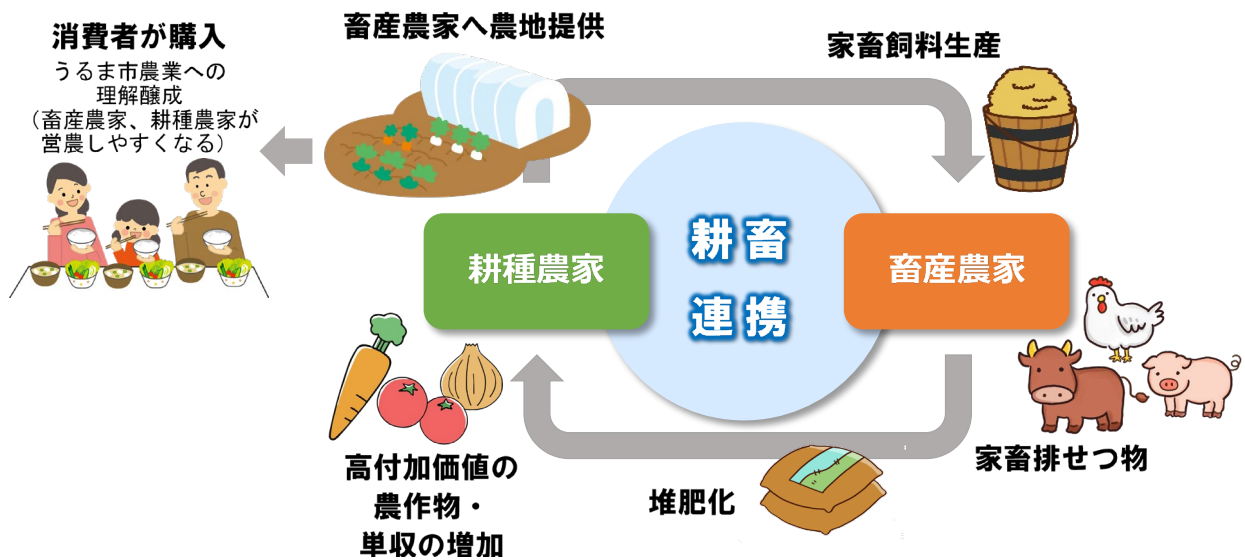 消費者が購入
うるま市農業への
理解醸成
（畜産農家、耕種農家が
営農しやすくなる）
畜産農家へ農地提供
家畜飼料生産
耕種農家
耕畜
連携
畜産農家
高付加価値の
農作物・
単収の増加
堆肥化
家畜排せつ物